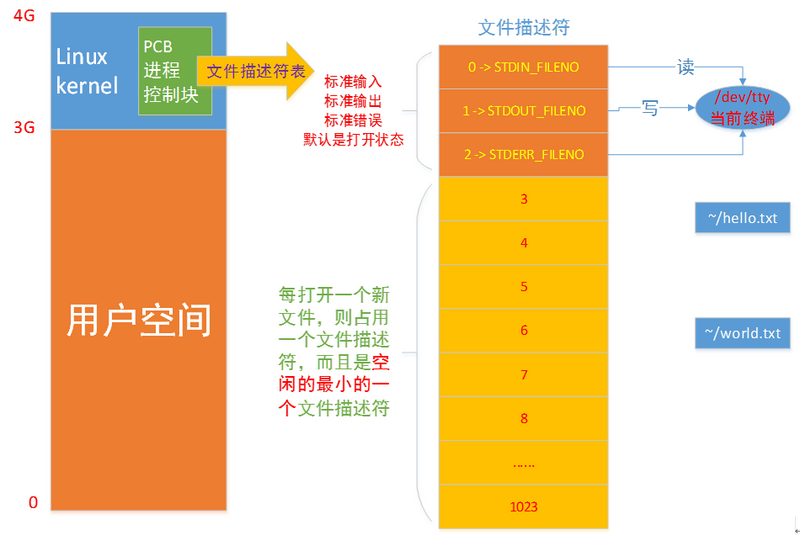 4G
Linux
kernel
PCB
进程
控制块
文件描述符表
3G
用户空间
0
标准输入
标准输出
标准错误
默认是打开状态
每打开一个新
文件，则占用
一个文件描述
符，而且是空
闲的最小的一
个文件描述符
文件描述符
0 -> STDIN_FILENO
1 -> STDOUT_FILENO
2 -> STDERR_FILENO
3
4
5
6
7
8
......
1023
读
写
/dev/tty
当前终端
~/hello.txt
~/world.txt